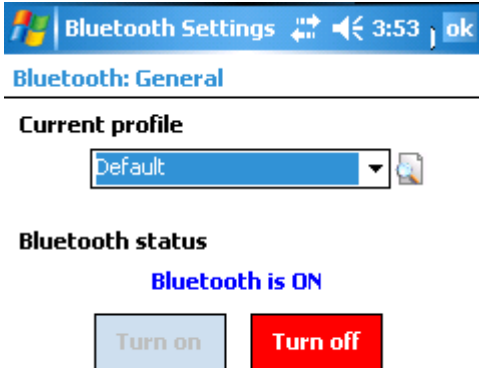 Bluetooth Settings 3:53 ok
Bluetooth: General
Current profile
Default
Bluetooth status
Bluetooth is ON
Turn on Turn off